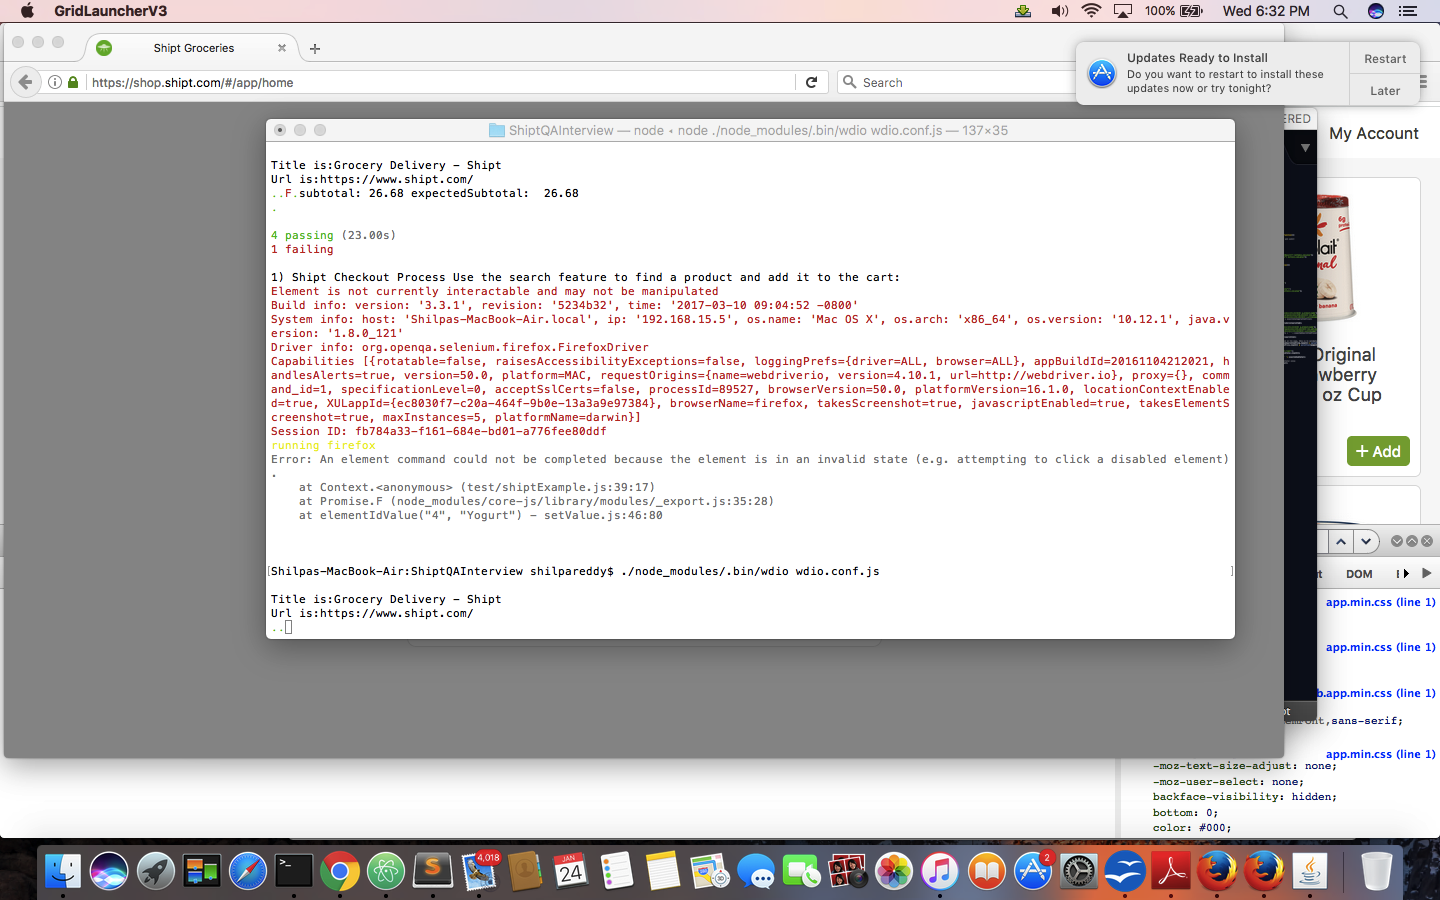 GridLauncherV3
100%
Wed 6:32 PM
Shipt Groceries
https://shop.shipt.com/#/app/home
Search
Updates Ready to Install
Do you want to restart to install these
updates now or try tonight?
Restart
Later
ShiptQAInterview — node ◂ node ./node_modules/.bin/wdio wdio.conf.js — 137×35
ERED
My Account
Title is:Grocery Delivery - Shipt
Url is:https://www.shipt.com/
..F.subtotal: 26.68 expectedSubtotal:  26.68
.
4 passing (23.00s)
1 failing
1) Shipt Checkout Process Use the search feature to find a product and add it to the cart:
Element is not currently interactable and may not be manipulated
Build info: version: '3.3.1', revision: '5234b32', time: '2017-03-10 09:04:52 -0800'
System info: host: 'Shilpas-MacBook-Air.local', ip: '192.168.15.5', os.name: 'Mac OS X', os.arch: 'x86_64', os.version: '10.12.1', java.v
ersion: '1.8.0_121'
Driver info: org.openqa.selenium.firefox.FirefoxDriver
Capabilities [{rotatable=false, raisesAccessibilityExceptions=false, loggingPrefs={driver=ALL, browser=ALL}, appBuildId=20161104212021, h
andlesAlerts=true, version=50.0, platform=MAC, requestOrigins={name=webdriverio, version=4.10.1, url=http://webdriver.io}, proxy={}, comm
and_id=1, specificationLevel=0, acceptSslCerts=false, processId=89527, browserVersion=50.0, platformVersion=16.1.0, locationContextEnable
d=true, XULappId={ec8030f7-c20a-464f-9b0e-13a3a9e97384}, browserName=firefox, takesScreenshot=true, javascriptEnabled=true, takesElementS
creenshot=true, maxInstances=5, platformName=darwin}]
Session ID: fb784a33-f161-684e-bd01-a776fee80ddf
running firefox
Error: An element command could not be completed because the element is in an invalid state (e.g. attempting to click a disabled element)
.
at Context.<anonymous> (test/shiptExample.js:39:17)
at Promise.F (node_modules/core-js/library/modules/_export.js:35:28)
at elementIdValue("4", "Yogurt") - setValue.js:46:80
[Shilpas-MacBook-Air:ShiptQAInterview shilpareddy$ ./node_modules/.bin/wdio wdio.conf.js ]
Title is:Grocery Delivery - Shipt
Url is:https://www.shipt.com/
..
lait
nal
banana
Original
wberry
oz Cup
+ Add
ut
DOM
app.min.css (line 1)
app.min.css (line 1)
b.app.min.css (line 1)
pt
,sans-serif;
app.min.css (line 1)
-moz-text-size-adjust: none;
-moz-user-select: none;
backface-visibility: hidden;
bottom: 0;
color: #000;
4,018
JAN
24
2